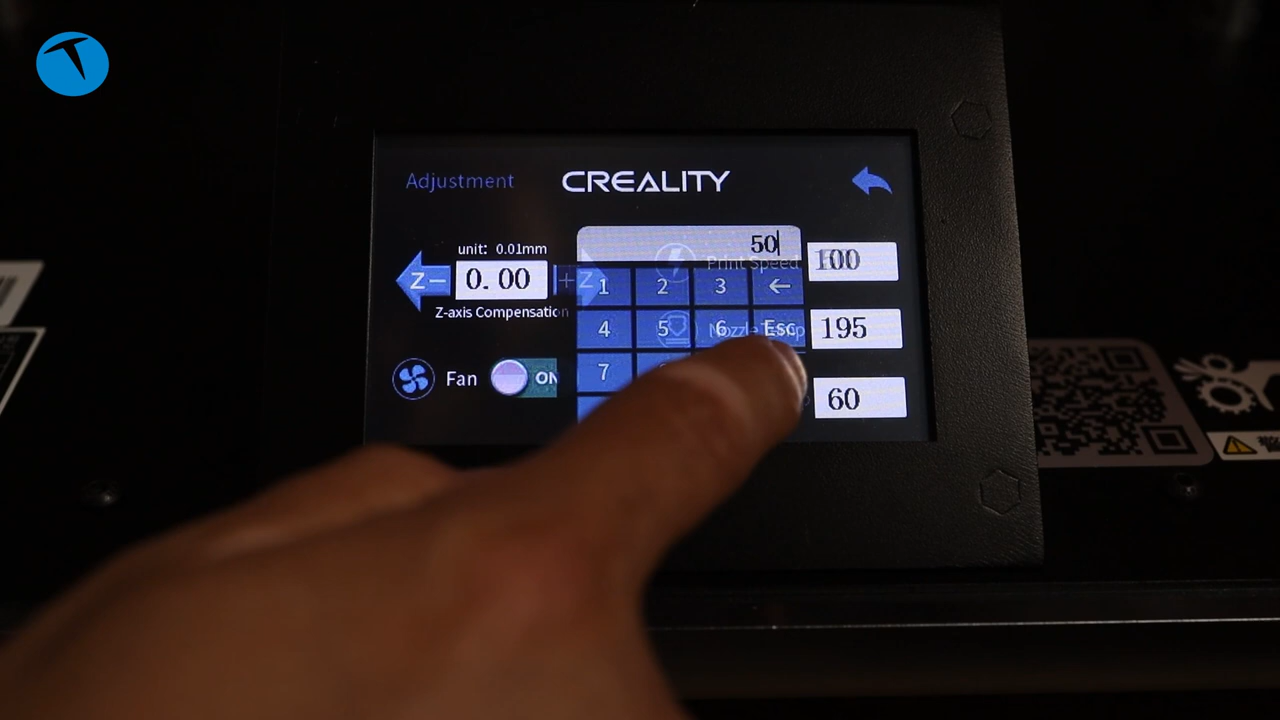 Adjustment
CREALITY
unit: 0.01mm
50
Print Speed
100
Z−
0.00
+
Z
1
2
3
←
Z-axis Compensation
4
5
6
Esc
Nozzle Temp
195
Fan
ON
7
60